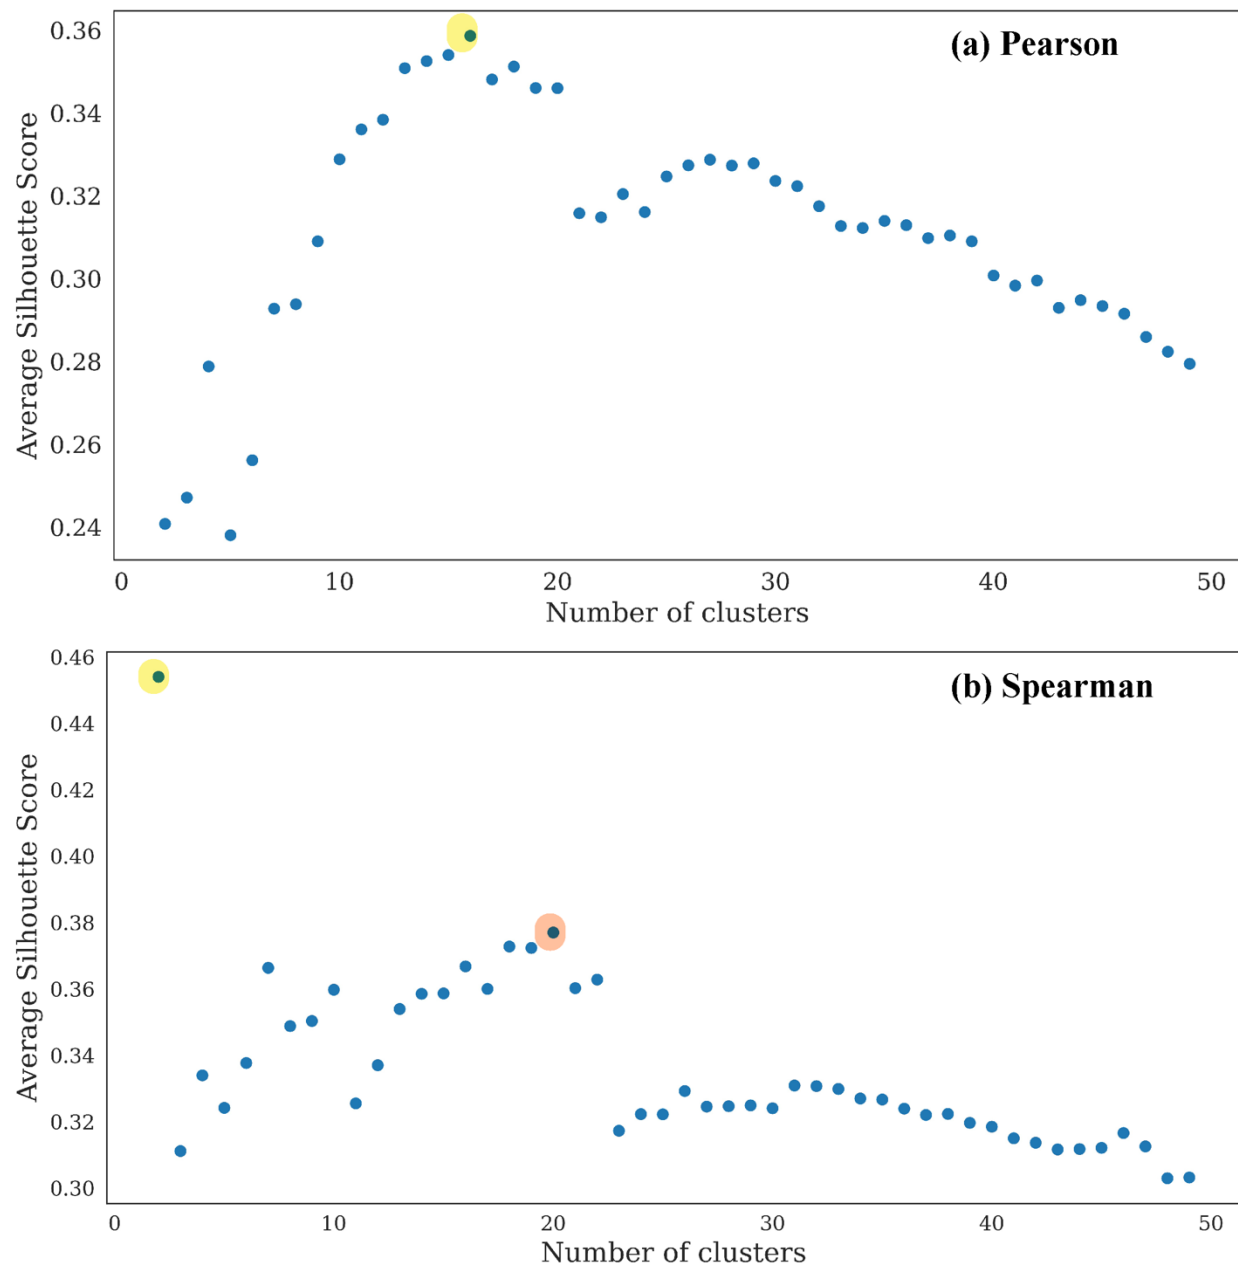 (a) Pearson
Average Silhouette Score
0.36
0.34
0.32
0.30
0.28
0.26
0.24
0 10 20 30 40 50
Number of clusters
(b) Spearman
Average Silhouette Score
0.46
0.44
0.42
0.40
0.38
0.36
0.34
0.32
0.30
0 10 20 30 40 50
Number of clusters